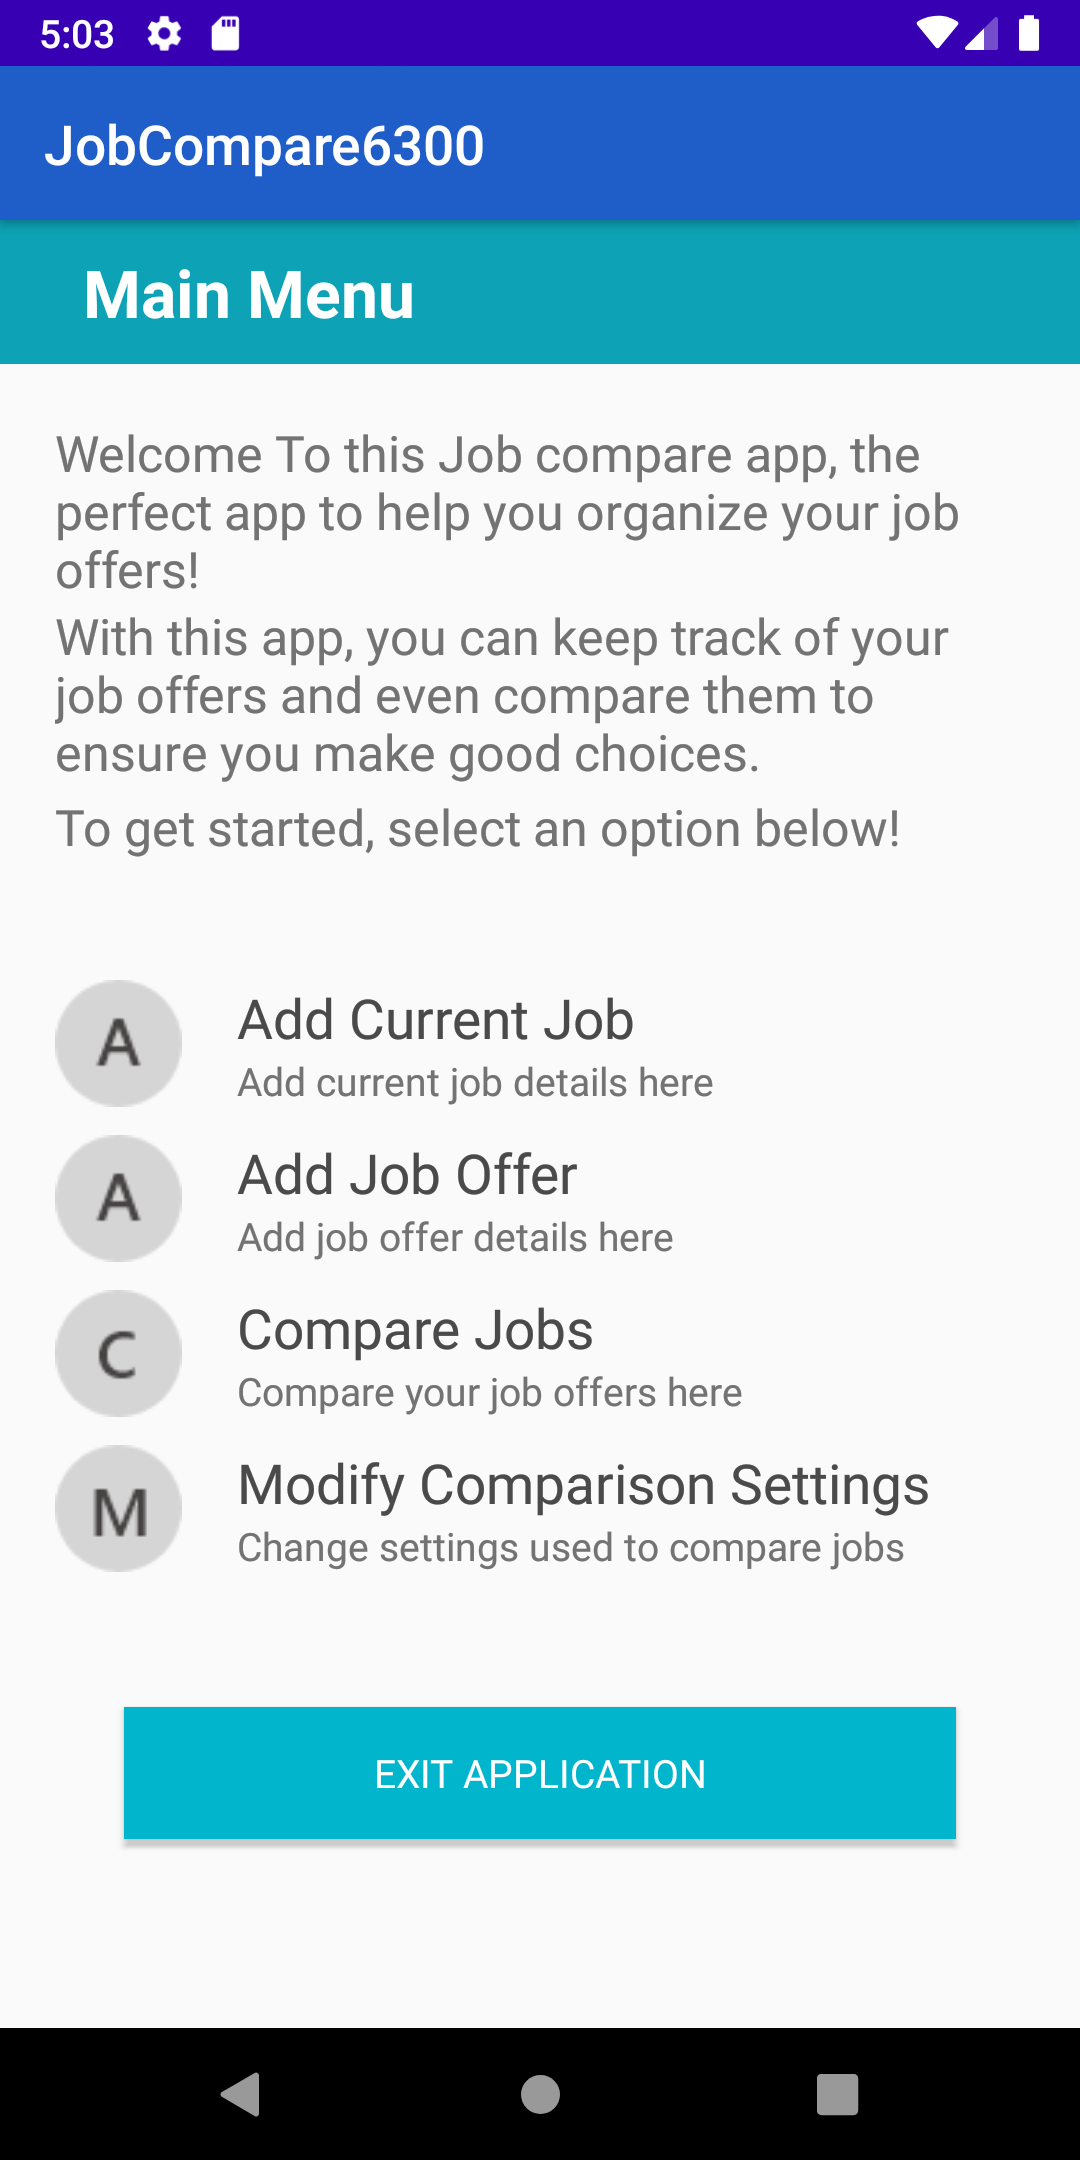 5:03
JobCompare6300
Main Menu
Welcome To this Job compare app, the
perfect app to help you organize your job
offers!
With this app, you can keep track of your
job offers and even compare them to
ensure you make good choices.
To get started, select an option below!
A
Add Current Job
Add current job details here
A
Add Job Offer
Add job offer details here
C
Compare Jobs
Compare your job offers here
M
Modify Comparison Settings
Change settings used to compare jobs
EXIT APPLICATION